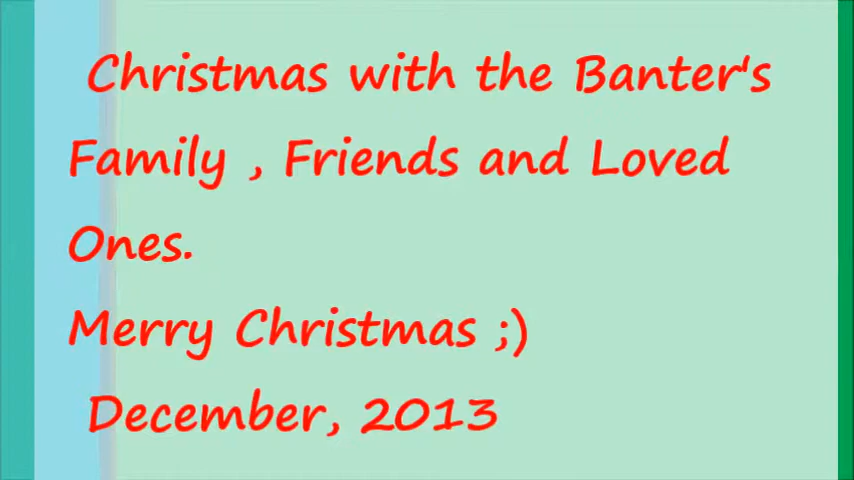 Christmas with the Banter's
Family , Friends and Loved
Ones.
Merry Christmas ;)
December, 2013